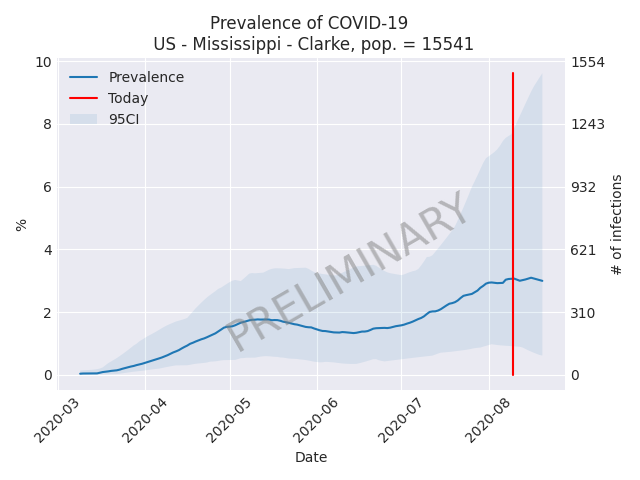 Prevalence of COVID-19
US - Mississippi - Clarke, pop. = 15541
10
8
6
4
2
0
%
Prevalence
Today
95CI
PRELIMINARY
1554
1243
932
621
310
0
# of infections
2020-03
2020-04
2020-05
2020-06
2020-07
2020-08
Date